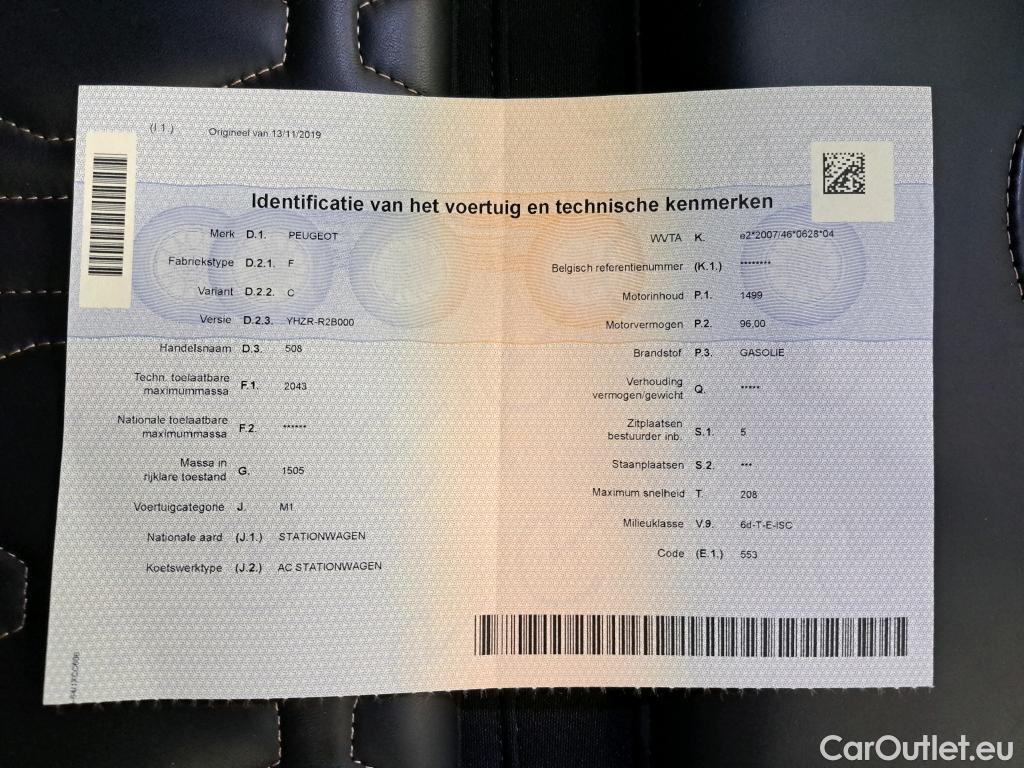 (I.1.) Origineel van 13/11/2019
Identificatie van het voertuig en technische kenmerken
Merk D.1. PEUGEOT
Fabriekstype D.2.1. F
Variant D.2.2. C
Versie D.2.3. YHZR-R2B000
Handelsnaam D.3. 508
Techn. toelaatbare
maximummassa F.1. 2043
Nationale toelaatbare
maximummassa F.2. ******
Massa in
rijklare toestand G. 1505
Voertuigcategorie J. M1
Nationale aard (J.1.) STATIONWAGEN
Koetswerktype (J.2.) AC STATIONWAGEN
WVTA K. e2*2007/46*0628*04
Belgisch referentienummer (K.1.) ********
Motorinhoud P.1. 1499
Motorvermogen P.2. 96,00
Brandstof P.3. GASOLIE
Verhouding
vermogen/gewicht Q. *****
Zitplaatsen
bestuurder inb. S.1. 5
Staanplaatsen S.2. ***
Maximum snelheid T. 208
Milieuklasse V.9. 6d-T-E-ISC
Code (E.1.) 553
CarOutlet.eu